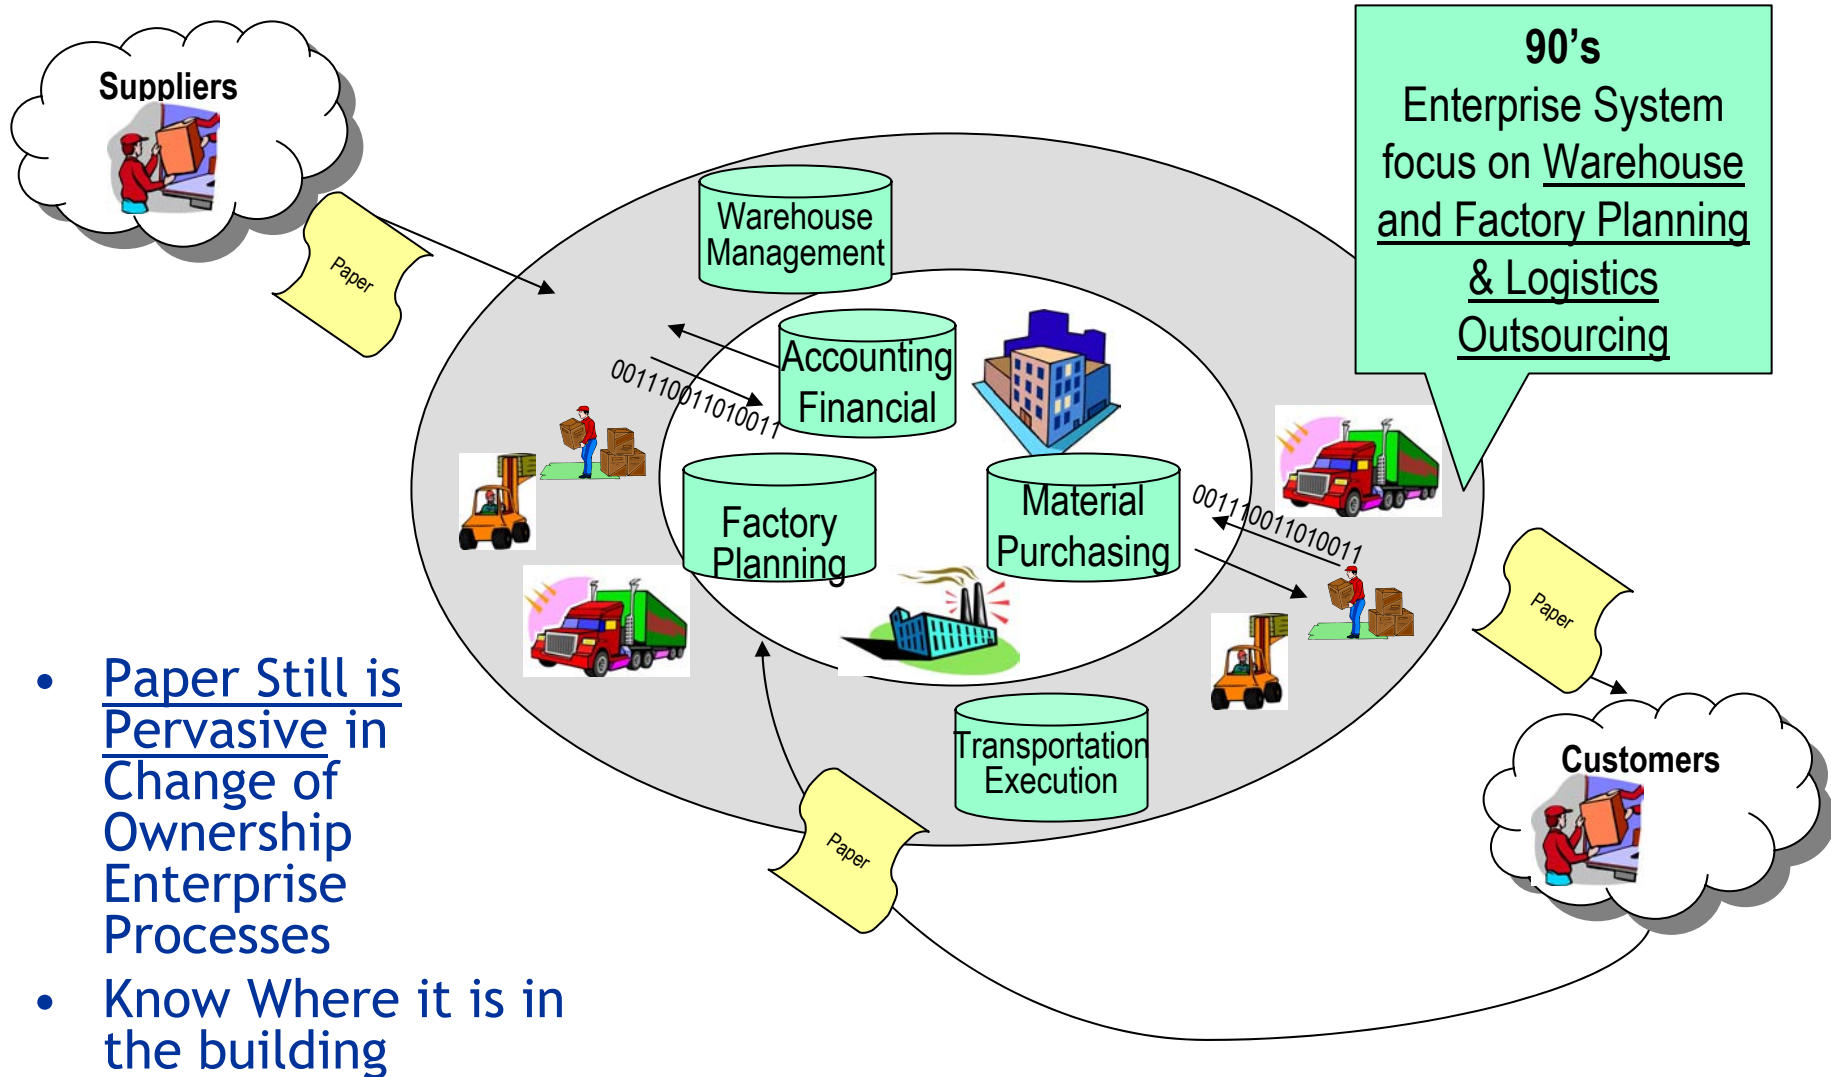 Suppliers
Paper
90’s
Enterprise System
focus on Warehouse
and Factory Planning
& Logistics
Outsourcing
Warehouse
Management
Accounting
Financial
001110011010011
Factory
Planning
Material
Purchasing
001110011010011
Paper
Transportation
Execution
Paper
Customers
• Paper Still is
Pervasive in
Change of
Ownership
Enterprise
Processes
• Know Where it is in
the building